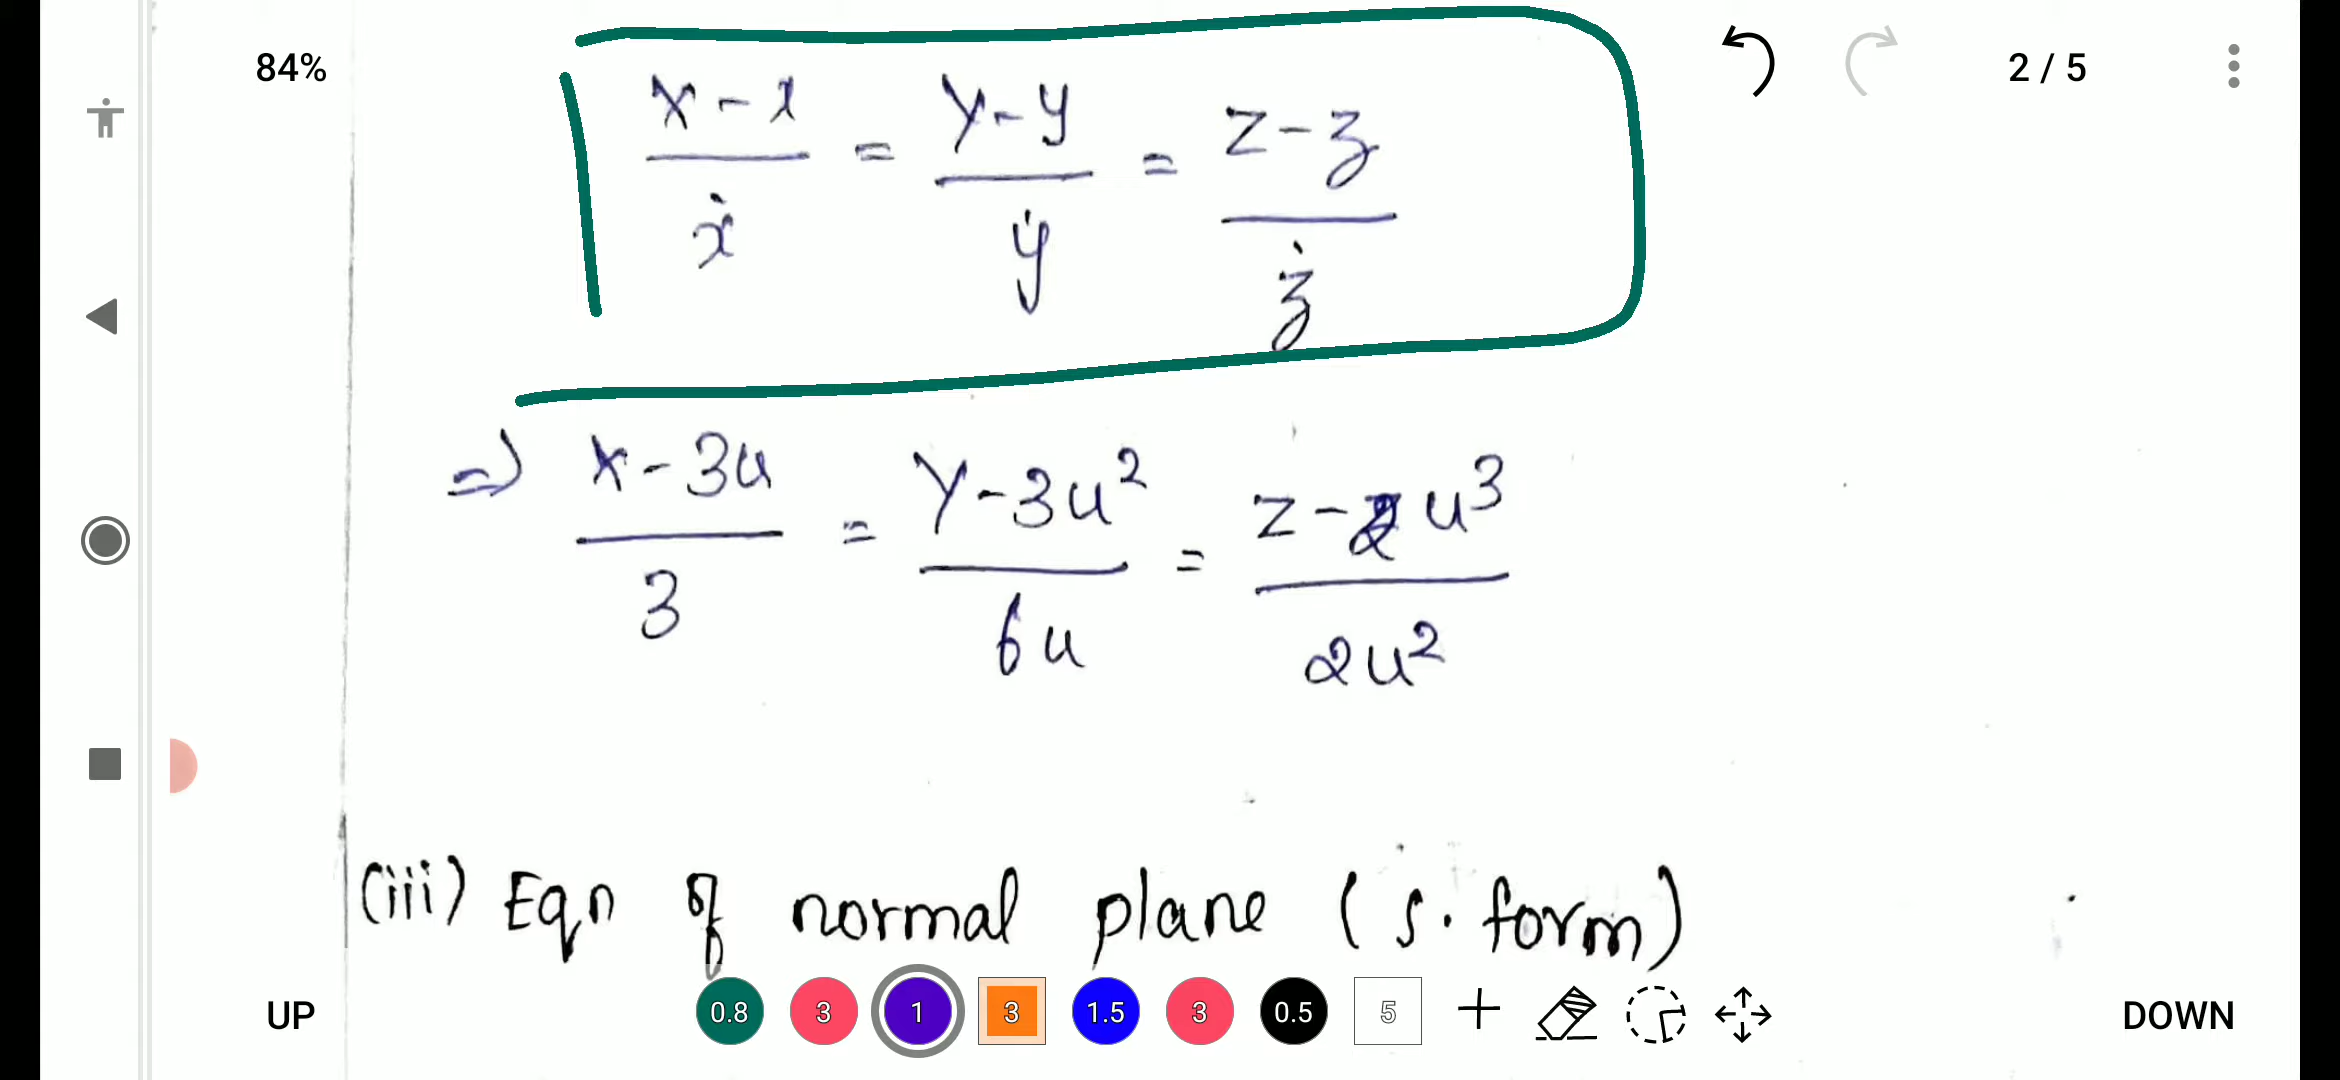 84%
2 / 5
X - x / ẋ = Y - y / ẏ = Z - z / ż
=> X - 3u / 3 = Y - 3u² / 6u = Z - 2u³ / 2u²
(iii) Eqn of normal plane (S. form)
UP 0.8 3 1 3 1.5 3 0.5 5 DOWN